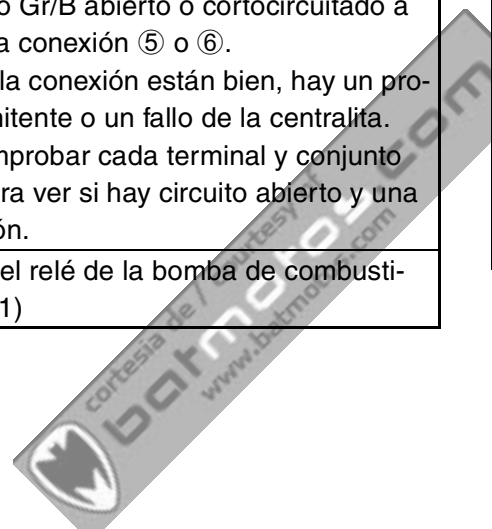 o Gr/B abierto o cortocircuitado a
a conexión ⑤ o ⑥.
la conexión están bien, hay un pro-
nitente o un fallo de la centralita.
mprobar cada terminal y conjunto
ra ver si hay circuito abierto y una
ón.
el relé de la bomba de combusti-
1)
cortesia de / courtesy of
batmotos.com
www.batmotos.com